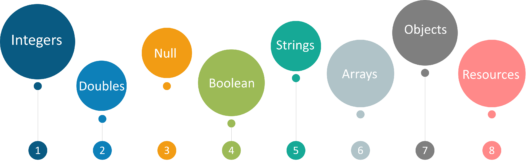 Integers
Doubles
Null
Boolean
Strings
Arrays
Objects
Resources
1 2 3 4 5 6 7 8